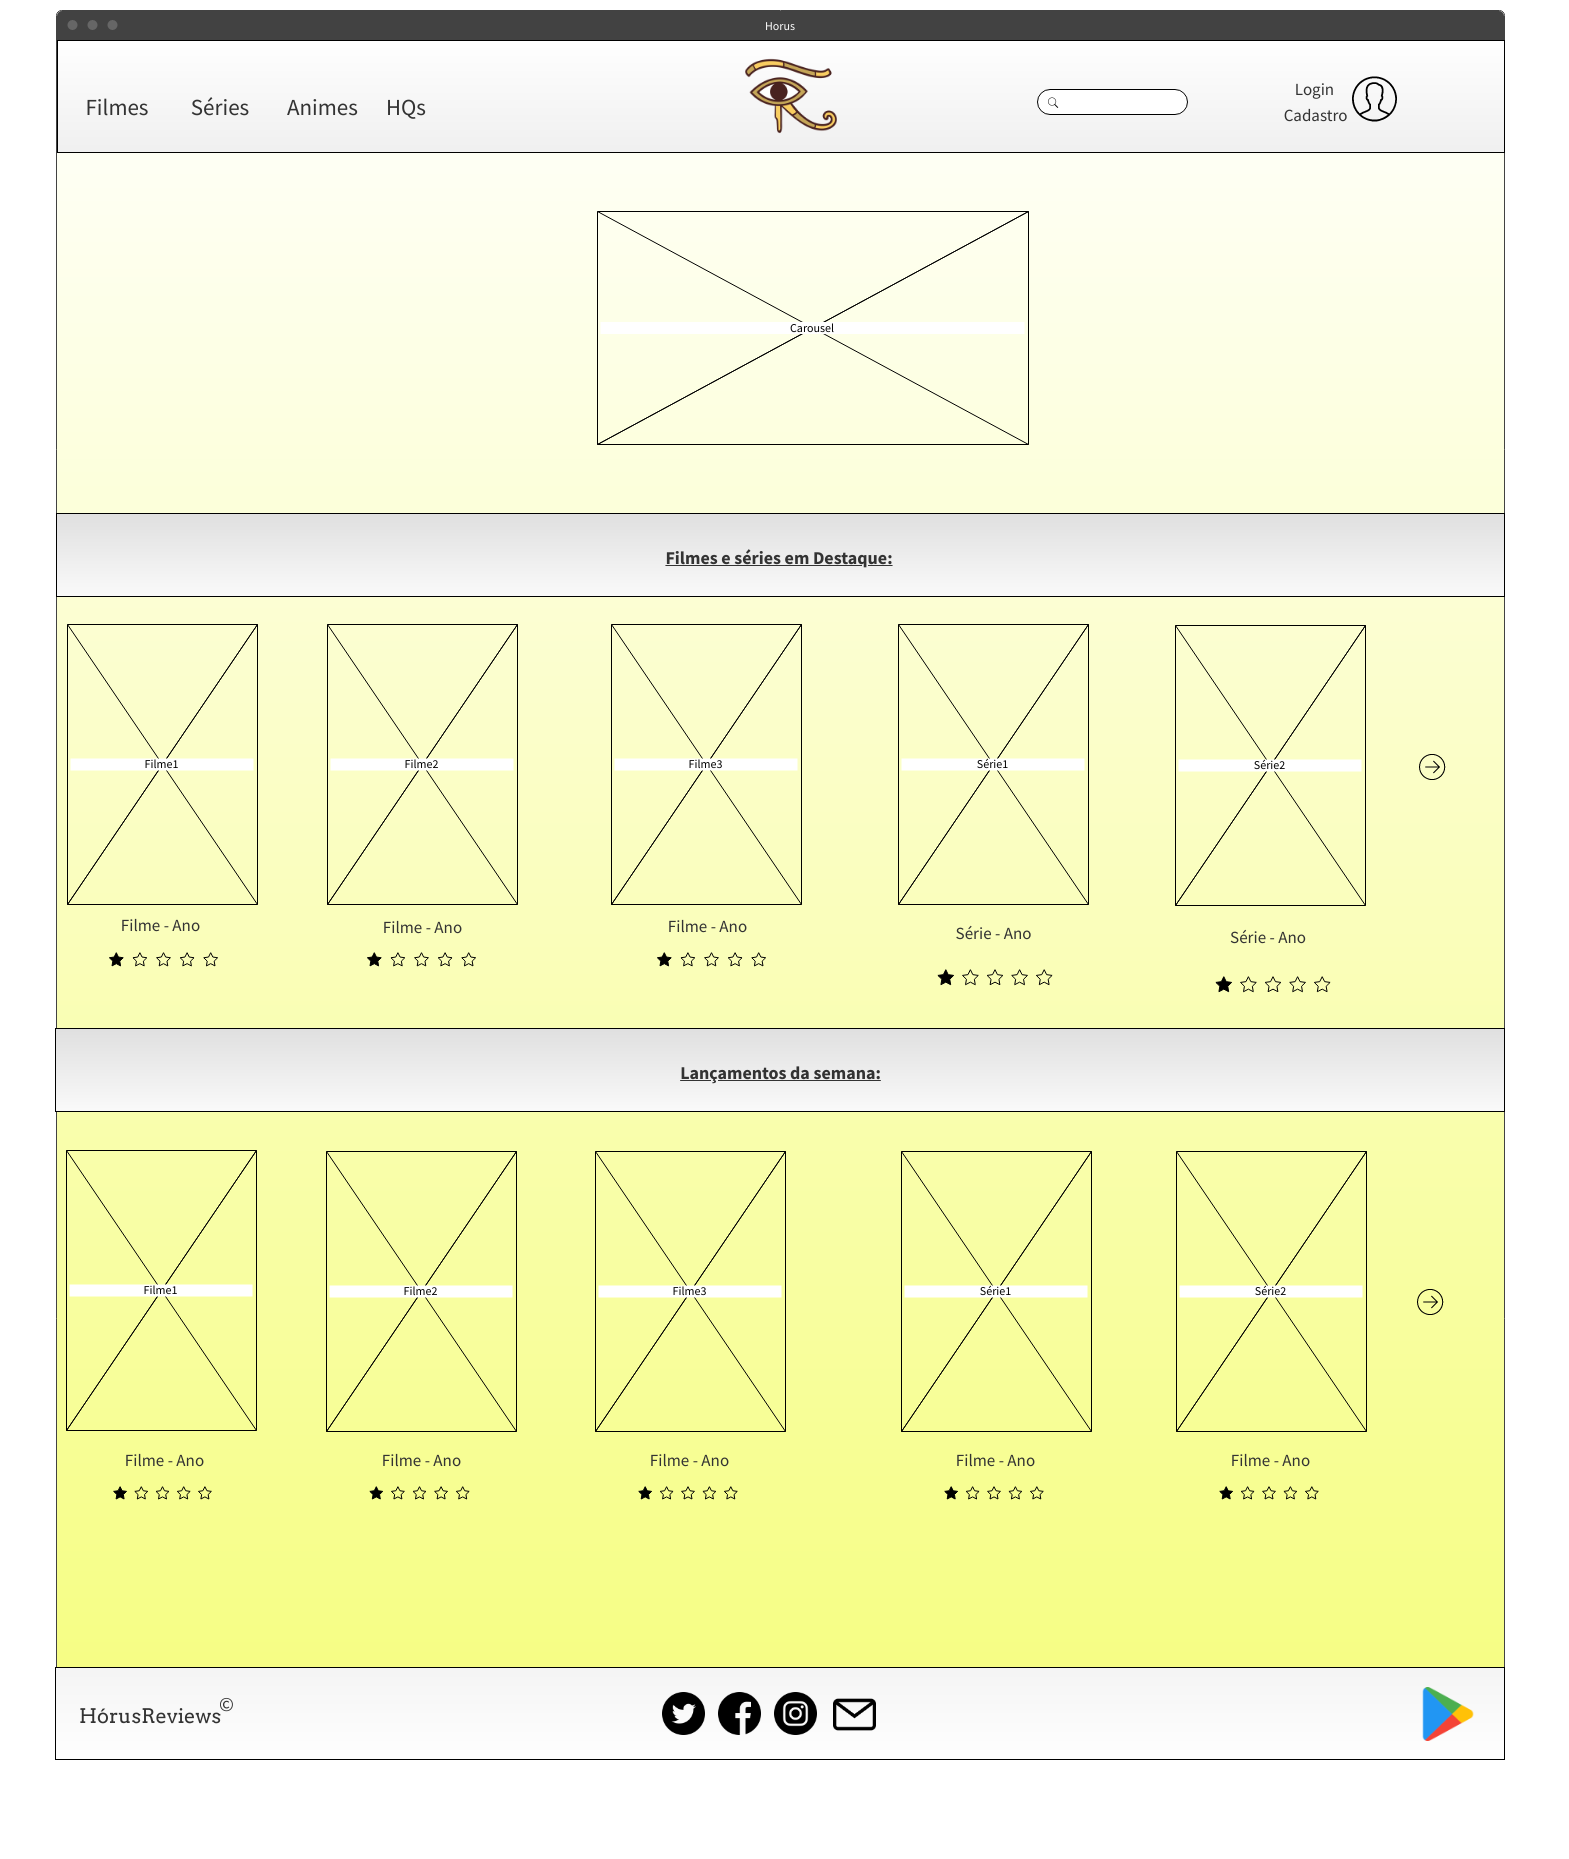 Horus
Filmes Séries Animes HQs
Login
Cadastro
Carousel
Filmes e séries em Destaque:
Filme1 Filme2 Filme3 Série1 Série2
Filme - Ano Filme - Ano Filme - Ano Série - Ano Série - Ano
Lançamentos da semana:
Filme1 Filme2 Filme3 Série1 Série2
Filme - Ano Filme - Ano Filme - Ano Filme - Ano Filme - Ano
HórusReviews©